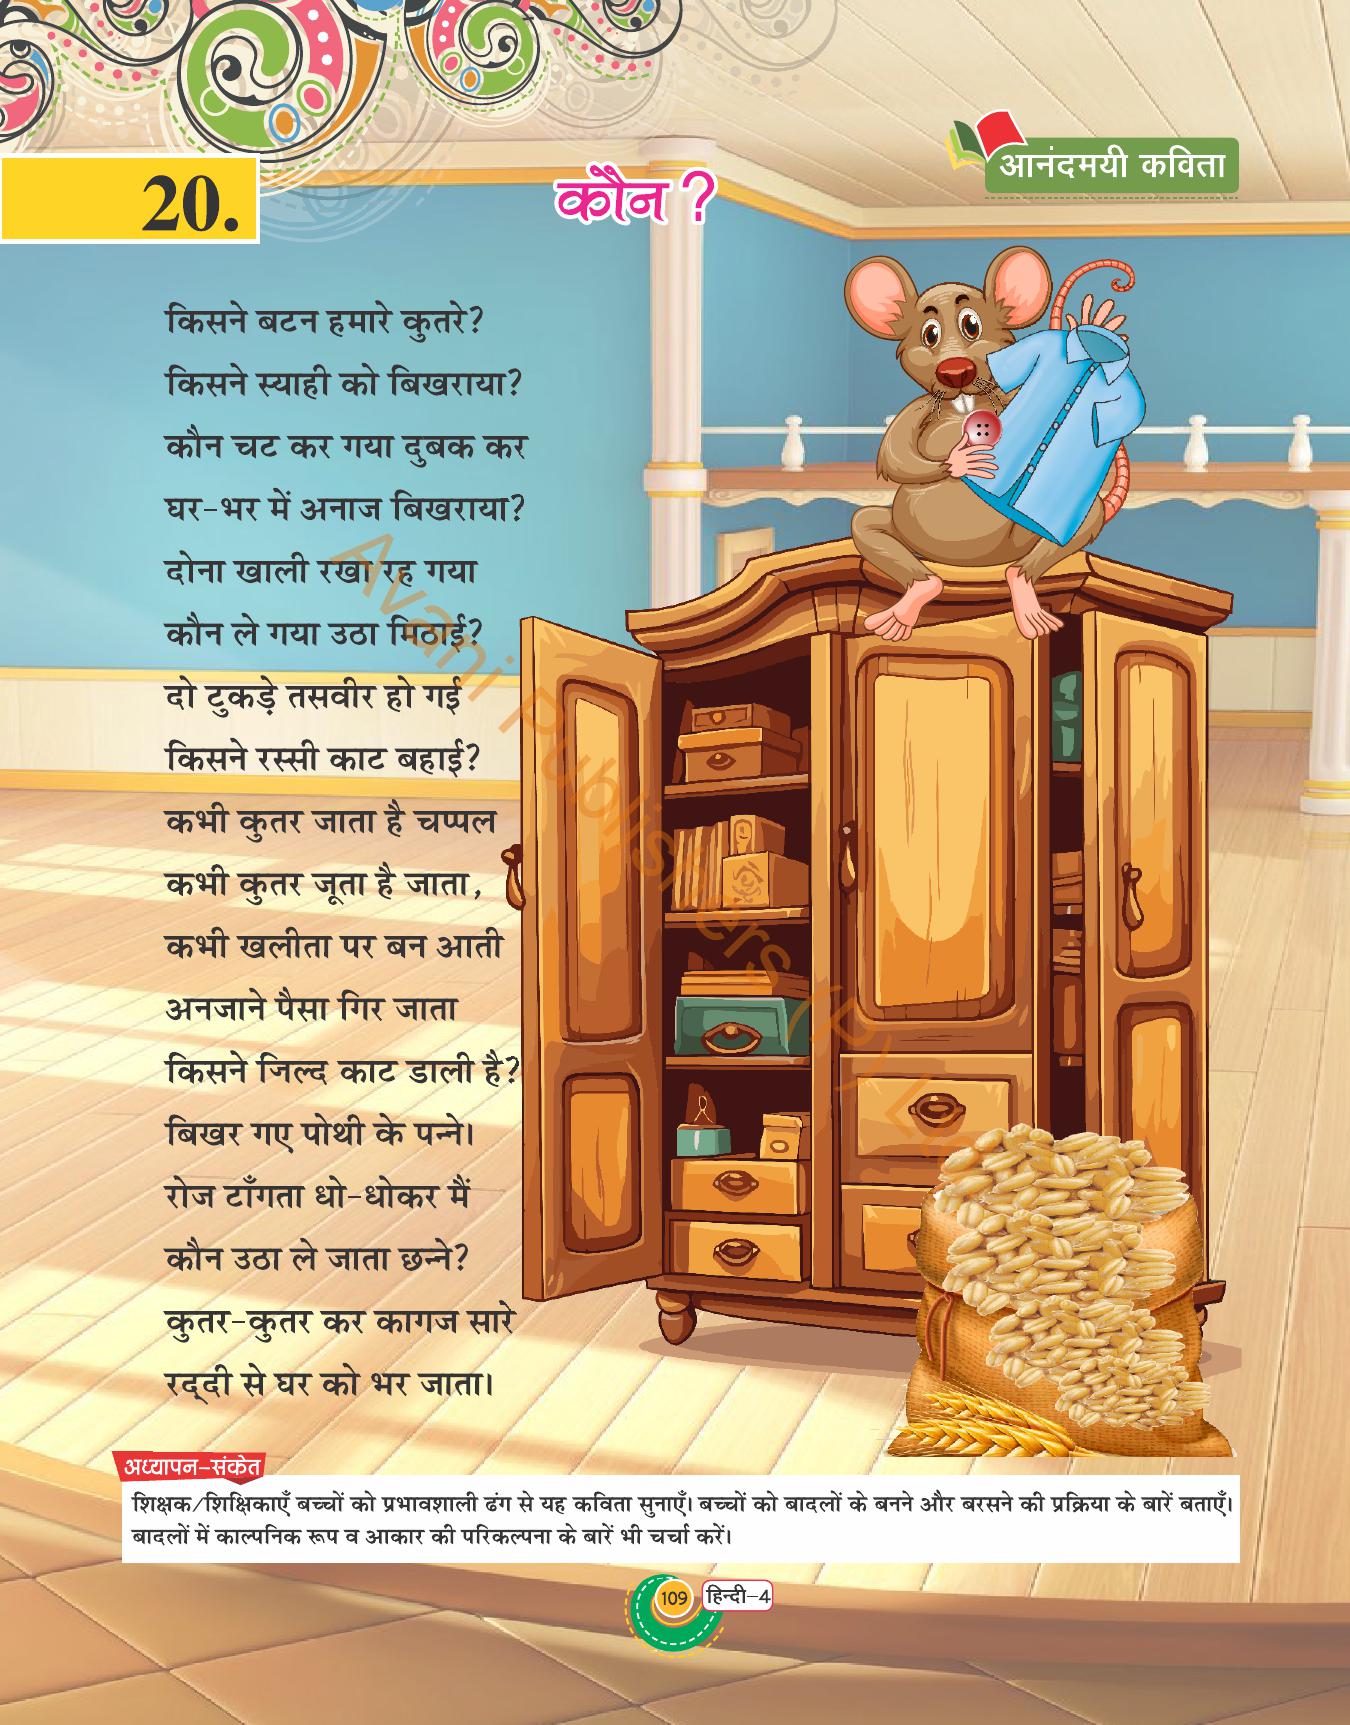 20.
कौन ?
आनंदमयी कविता
किसने बटन हमारे कुतरे?
किसने स्याही को बिखराया?
कौन चट कर गया दुबक कर
घर-भर में अनाज बिखराया?
दोना खाली रखा रह गया
कौन ले गया उठा मिठाई?
दो टुकड़े तसवीर हो गई
किसने रस्सी काट बहाई?
कभी कुतर जाता है चप्पल
कभी कुतर जूता है जाता,
कभी खलीता पर बन आती
अनजाने पैसा गिर जाता
किसने जिल्द काट डाली है?
बिखर गए पोथी के पन्ने।
रोज टाँगता धो-धोकर मैं
कौन उठा ले जाता छन्ने?
कुतर-कुतर कर कागज सारे
रद्दी से घर को भर जाता।
Avani Publishers (P)
अध्यापन-संकेत
शिक्षक/शिक्षिकाएँ बच्चों को प्रभावशाली ढंग से यह कविता सुनाएँ। बच्चों को बादलों के बनने और बरसने की प्रक्रिया के बारें बताएँ।
बादलों में काल्पनिक रूप व आकार की परिकल्पना के बारें भी चर्चा करें।
109
हिन्दी-4